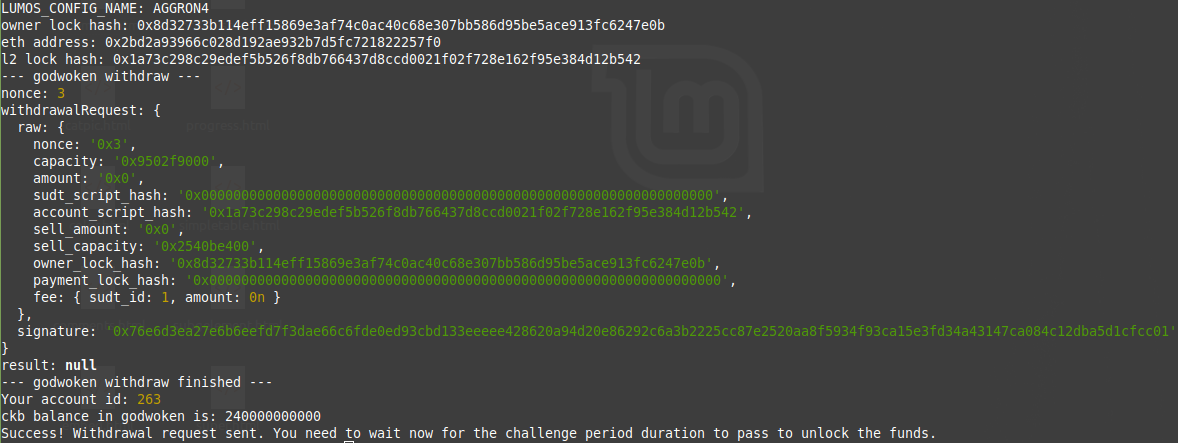 LUMOS_CONFIG_NAME: AGGRON4
owner lock hash: 0x8d32733b114eff15869e3af74c0ac40c68e307bb586d95be5ace913fc6247e0b
eth address: 0x2bd2a93966c028d192ae932b7d5fc721822257f0
l2 lock hash: 0x1a73c298c29edef5b526f8db766437d8ccd0021f02f728e162f95e384d12b542
--- godwoken withdraw ---
nonce: 3
withdrawalRequest: {
  raw: {
    nonce: '0x3',
    capacity: '0x9502f9000',
    amount: '0x0',
    sudt_script_hash: '0x0000000000000000000000000000000000000000000000000000000000000000',
    account_script_hash: '0x1a73c298c29edef5b526f8db766437d8ccd0021f02f728e162f95e384d12b542',
    sell_amount: '0x0',
    sell_capacity: '0x2540be400',
    owner_lock_hash: '0x8d32733b114eff15869e3af74c0ac40c68e307bb586d95be5ace913fc6247e0b',
    payment_lock_hash: '0x0000000000000000000000000000000000000000000000000000000000000000',
    fee: { sudt_id: 1, amount: 0n }
  },
  signature: '0x76e6d3ea27e6b6eefd7f3dae66c6fde0ed93cbd133eeeee428620a94d20e86292c6a3b2225cc87e2520aa8f5934f93ca15e3fd34a43147ca084c12dba5d1cfcc01'
}
result: null
--- godwoken withdraw finished ---
Your account id: 263
ckb balance in godwoken is: 240000000000
Success! Withdrawal request sent. You need to wait now for the challenge period duration to pass to unlock the funds.